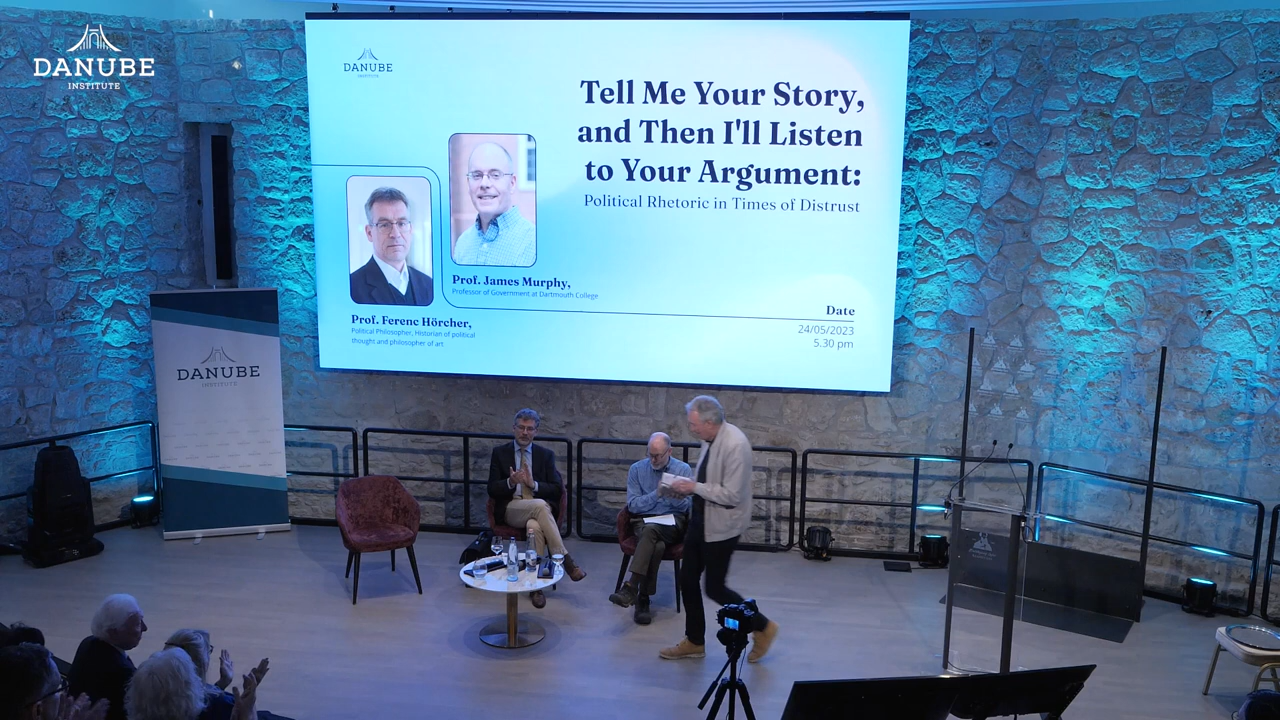 DANUBE
INSTITUTE
DANUBE
INSTITUTE
Tell Me Your Story,
and Then I'll Listen
to Your Argument:
Political Rhetoric in Times of Distrust
Prof. James Murphy,
Professor of Government at Dartmouth College
Prof. Ferenc Hörcher,
Political Philosopher, Historian of political
thought and philosopher of art
Date
24/05/2023
5.30 pm
DANUBE
INSTITUTE